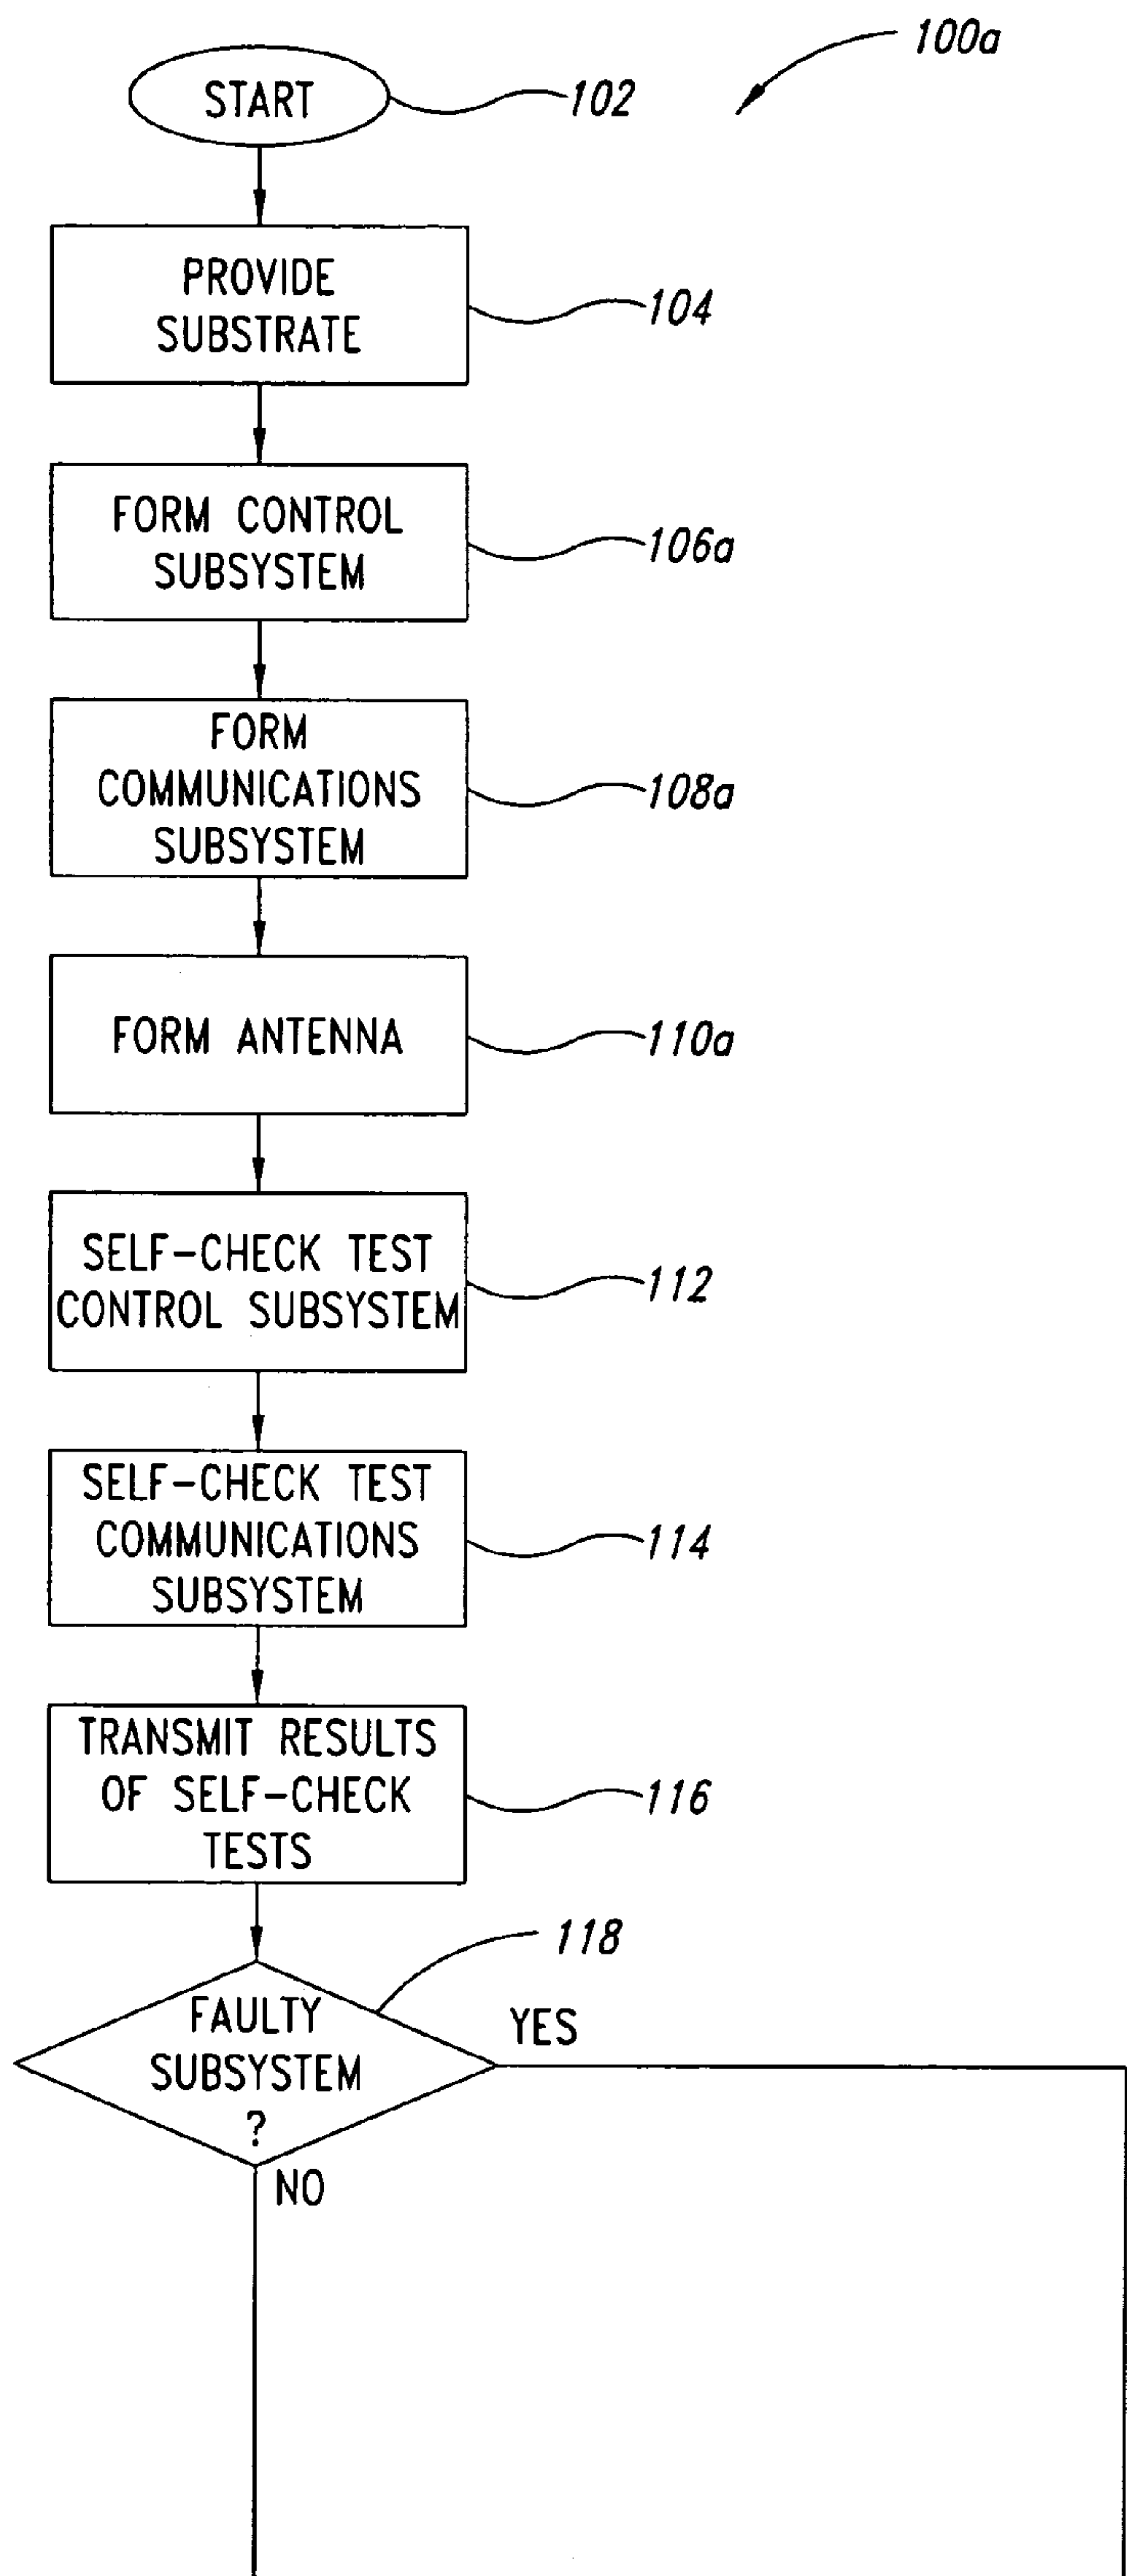 100a
START
102
PROVIDE
SUBSTRATE
104
FORM CONTROL
SUBSYSTEM
106a
FORM
COMMUNICATIONS
SUBSYSTEM
108a
FORM ANTENNA
110a
SELF-CHECK TEST
CONTROL SUBSYSTEM
112
SELF-CHECK TEST
COMMUNICATIONS
SUBSYSTEM
114
TRANSMIT RESULTS
OF SELF-CHECK
TESTS
116
118
FAULTY
SUBSYSTEM
?
YES
NO